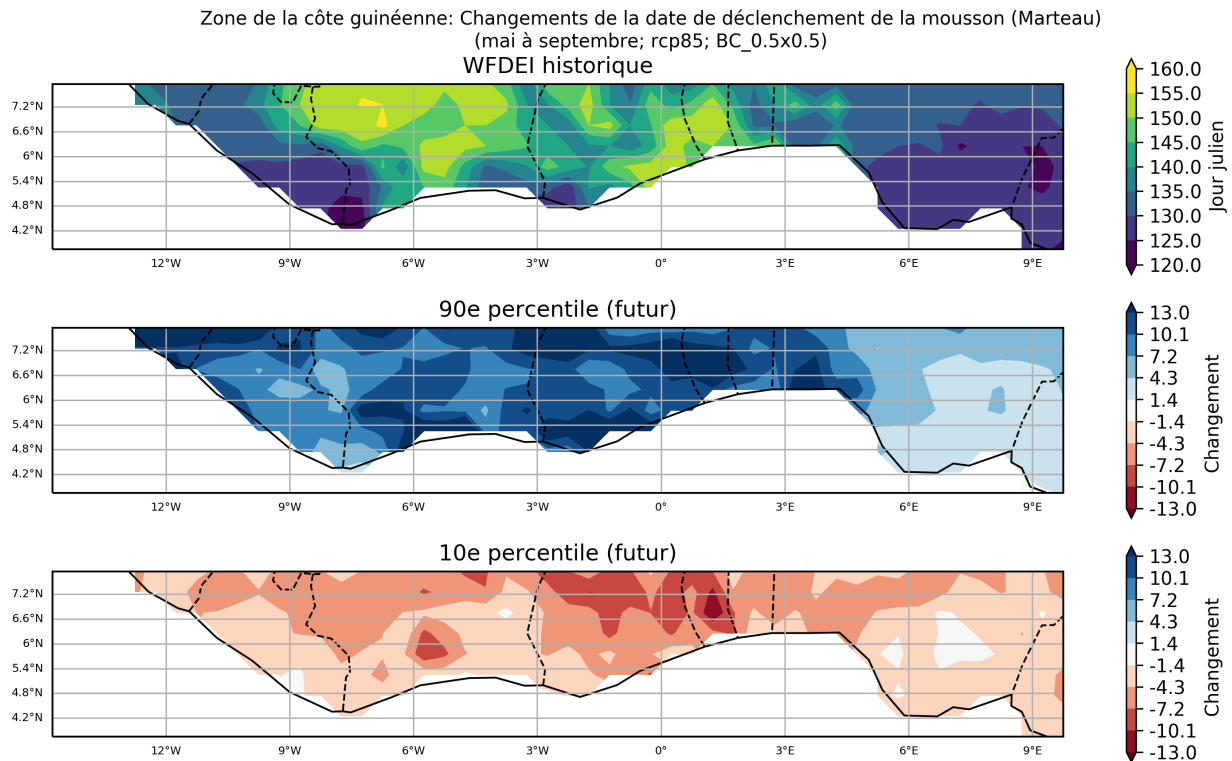 Zone de la côte guinéenne: Changements de la date de déclenchement de la mousson (Marteau)
(mai à septembre; rcp85; BC_0.5x0.5)
WFDEI historique
7.2°N
6.6°N
6°N
5.4°N
4.8°N
4.2°N
12°W 9°W 6°W 3°W 0° 3°E 6°E 9°E
160.0
155.0
150.0
145.0
140.0
135.0
130.0
125.0
120.0
Jour julien
90e percentile (futur)
7.2°N
6.6°N
6°N
5.4°N
4.8°N
4.2°N
12°W 9°W 6°W 3°W 0° 3°E 6°E 9°E
13.0
10.1
7.2
4.3
1.4
-1.4
-4.3
-7.2
-10.1
-13.0
Changement
10e percentile (futur)
7.2°N
6.6°N
6°N
5.4°N
4.8°N
4.2°N
12°W 9°W 6°W 3°W 0° 3°E 6°E 9°E
13.0
10.1
7.2
4.3
1.4
-1.4
-4.3
-7.2
-10.1
-13.0
Changement